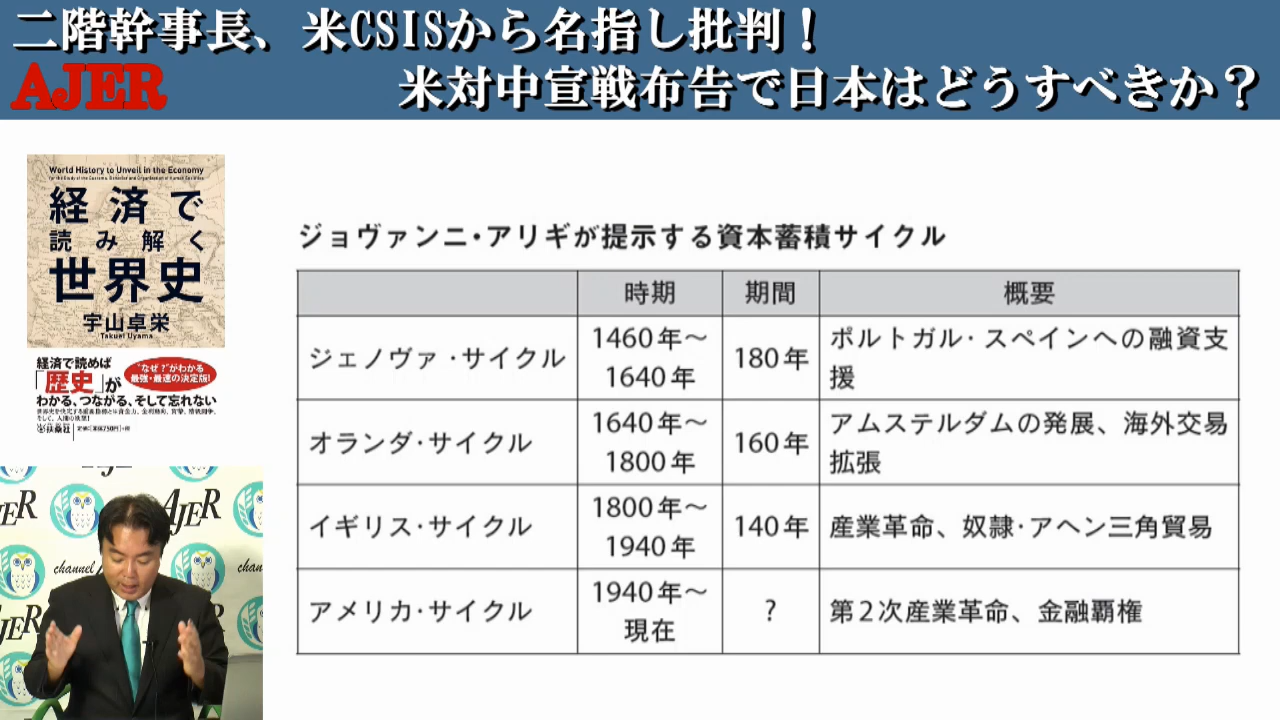 二階幹事長、米CSISから名指し批判！
AJER
米対中宣戦布告で日本はどうすべきか？
World History to Unveil in the Economy
経済で
読み解く
世界史
宇山卓栄
Takuei Uyama
経済で読めば
「歴史」が
"なぜ？"がわかる
最強・最速の決定版!
わかる、つながる、そして忘れない
扶桑社
ジョヴァンニ・アリギが提示する資本蓄積サイクル
時期 期間 概要
ジェノヴァ・サイクル 1460年～ 1640年 180年 ポルトガル・スペインへの融資支
援
オランダ・サイクル 1640年～ 1800年 160年 アムステルダムの発展、海外交易
拡張
イギリス・サイクル 1800年～ 1940年 140年 産業革命、奴隷・アヘン三角貿易
アメリカ・サイクル 1940年～ 現在 ? 第2次産業革命、金融覇権
AJER
channel
AJER